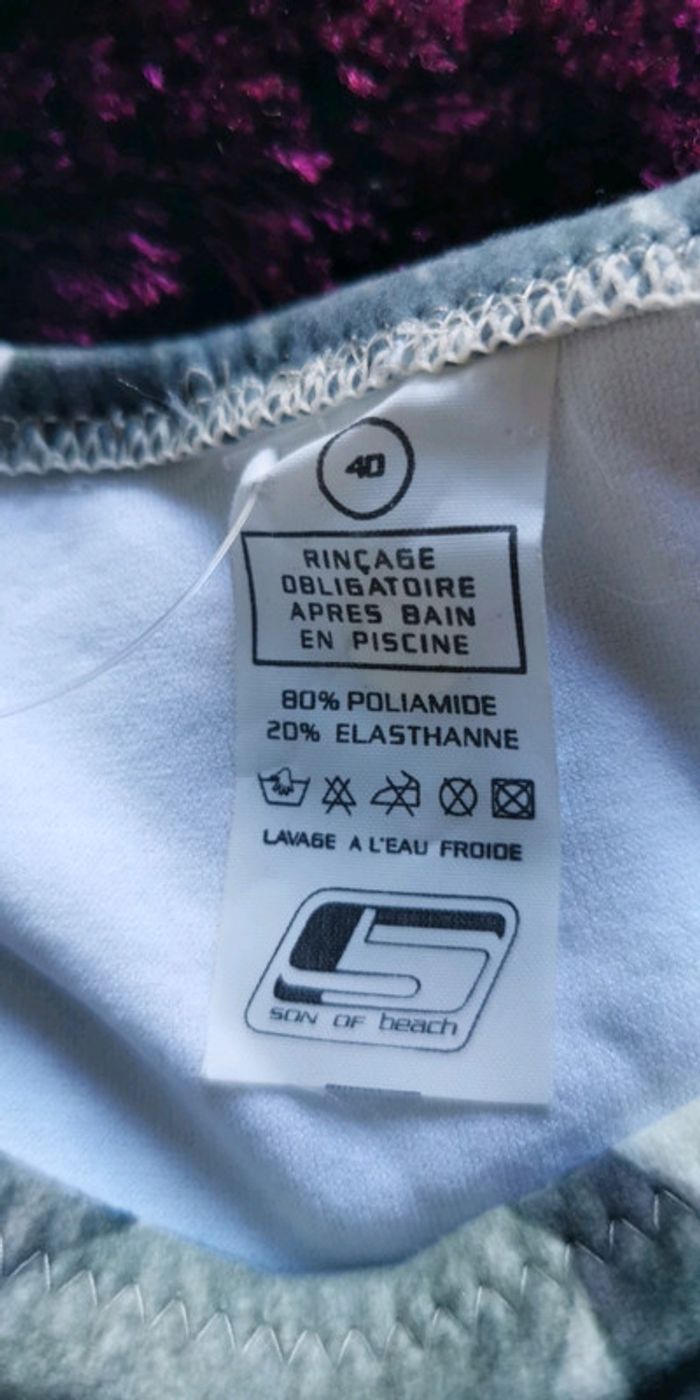 40
RINÇAGE
OBLIGATOIRE
APRES BAIN
EN PISCINE
80% POLIAMIDE
20% ELASTHANNE
LAVAGE A L'EAU FROIDE
SON OF beach